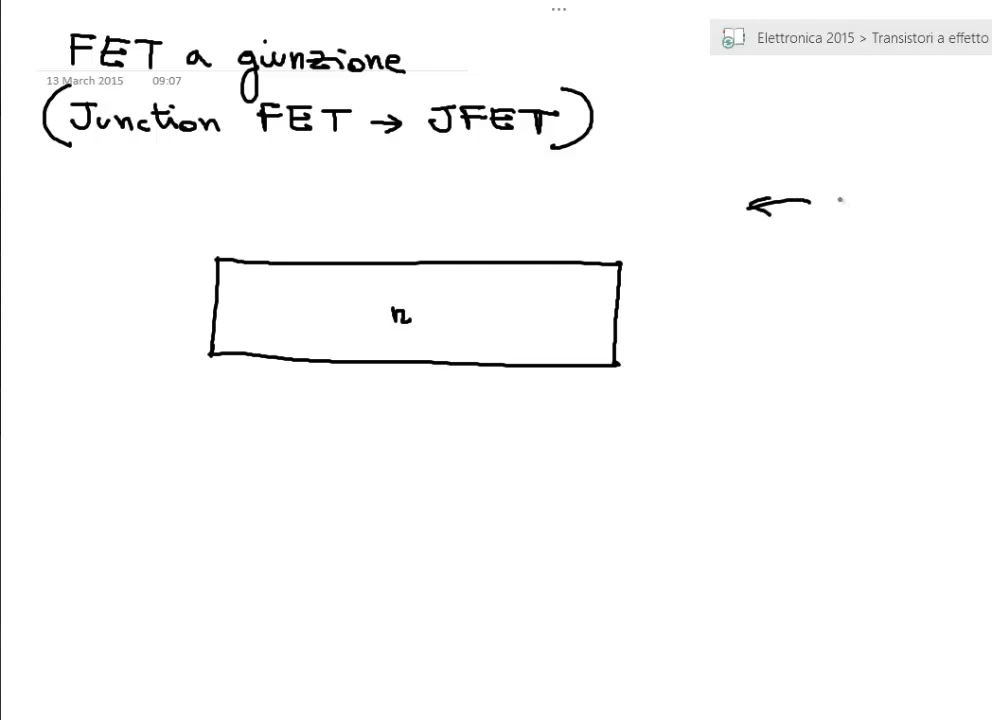 ...
Elettronica 2015 > Transistori a effetto
FET a giunzione
13 March 2015 09:07
(Junction FET → JFET)
←
n